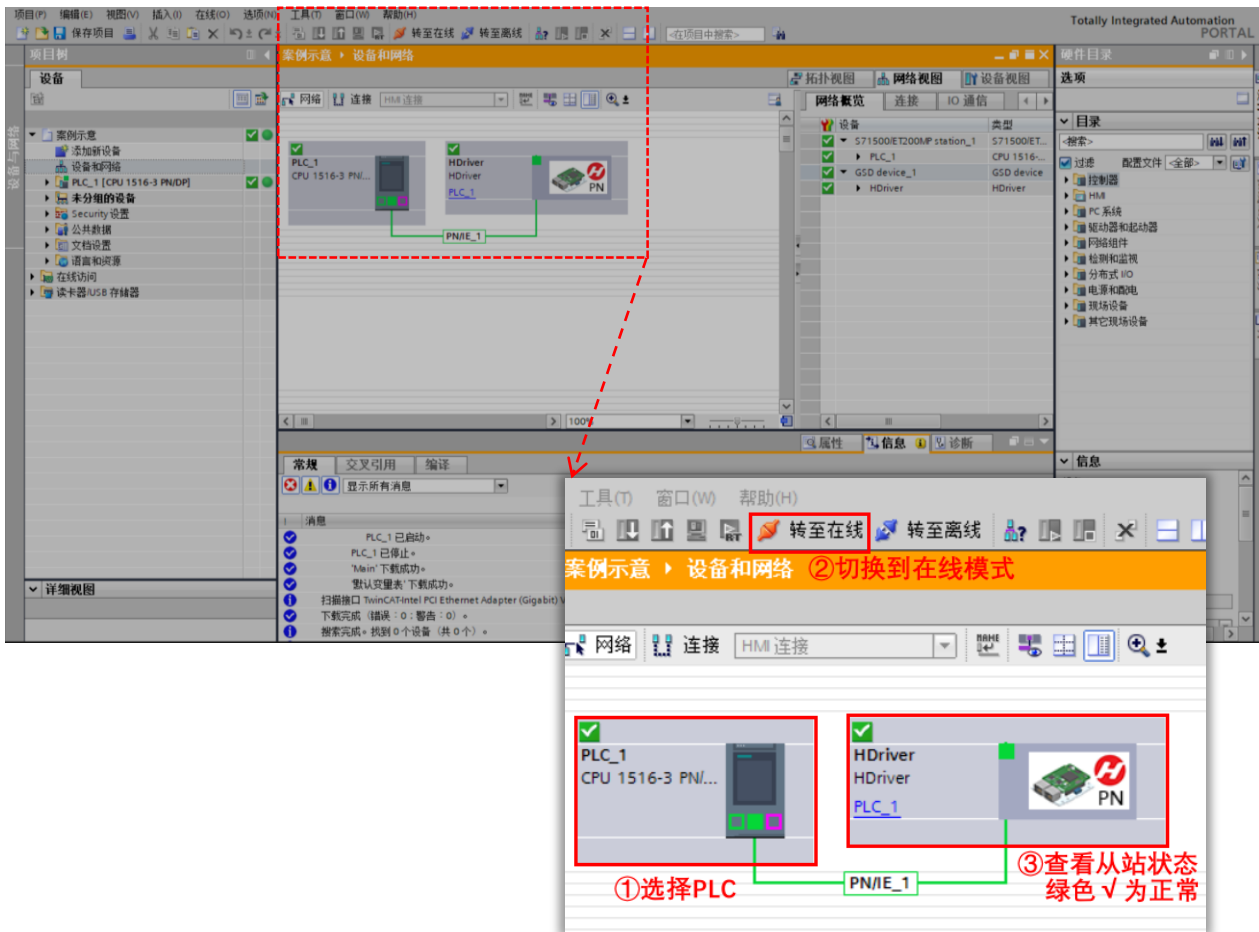 项目(P) 编辑(E) 视图(V) 插入(I) 在线(O) 选项(N) 工具(T) 窗口(W) 帮助(H)
Totally Integrated Automation
PORTAL
保存项目 转至在线 转至离线 <在项目中搜索>
项目树
案例示意 设备和网络
硬件目录
设备
拓扑视图 网络视图 设备视图
选项
网络 连接 HMI 连接
网络概览 连接 IO 通信
设备 类型
S71500/ET200MP station_1 S71500/ET...
PLC_1 CPU 1516-...
GSD device_1 GSD device
HDriver HDriver
设备与网络
案例示意
添加新设备
设备和网络
PLC_1 [CPU 1516-3 PN/DP]
未分组的设备
Security 设置
公共数据
文档设置
语言和资源
在线访问
读卡器/USB 存储器
PLC_1
CPU 1516-3 PN/...
HDriver
HDriver
PLC_1
PN
PN/IE_1
目录
<搜索>
过滤 配置文件 <全部>
控制器
HMI
PC 系统
驱动器和起动器
网络组件
检测和监视
分布式 I/O
电源和配电
现场设备
其它现场设备
100%
属性 信息 诊断
常规 交叉引用 编译
显示所有消息
! 消息
PLC_1 已启动。
PLC_1 已停止。
'Main' 下载成功。
'默认变量表' 下载成功。
扫描接口 TwinCAT-Intel PCI Ethernet Adapter (Gigabit) V
下载完成（错误：0；警告：0）。
搜索完成。找到 0 个设备（共 0 个）。
详细视图
信息
工具(T) 窗口(W) 帮助(H)
转至在线 转至离线
案例示意 设备和网络 ②切换到在线模式
网络 连接 HMI 连接
PLC_1
CPU 1516-3 PN/...
HDriver
HDriver
PLC_1
PN
①选择PLC
PN/IE_1
③查看从站状态
绿色 √ 为正常